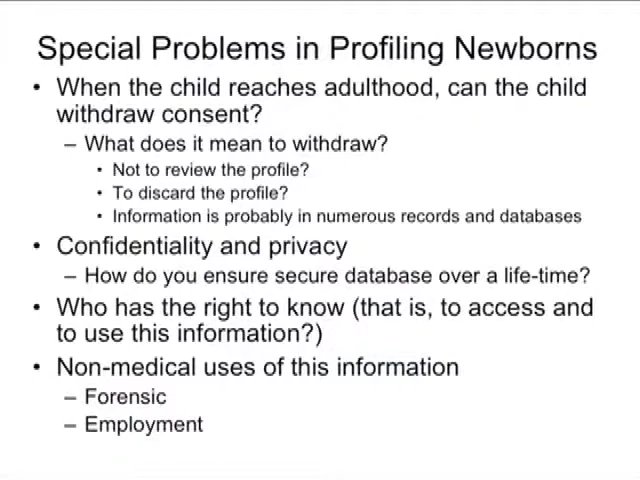 Special Problems in Profiling Newborns
• When the child reaches adulthood, can the child
withdraw consent?
– What does it mean to withdraw?
• Not to review the profile?
• To discard the profile?
• Information is probably in numerous records and databases
• Confidentiality and privacy
– How do you ensure secure database over a life-time?
• Who has the right to know (that is, to access and
to use this information?)
• Non-medical uses of this information
– Forensic
– Employment